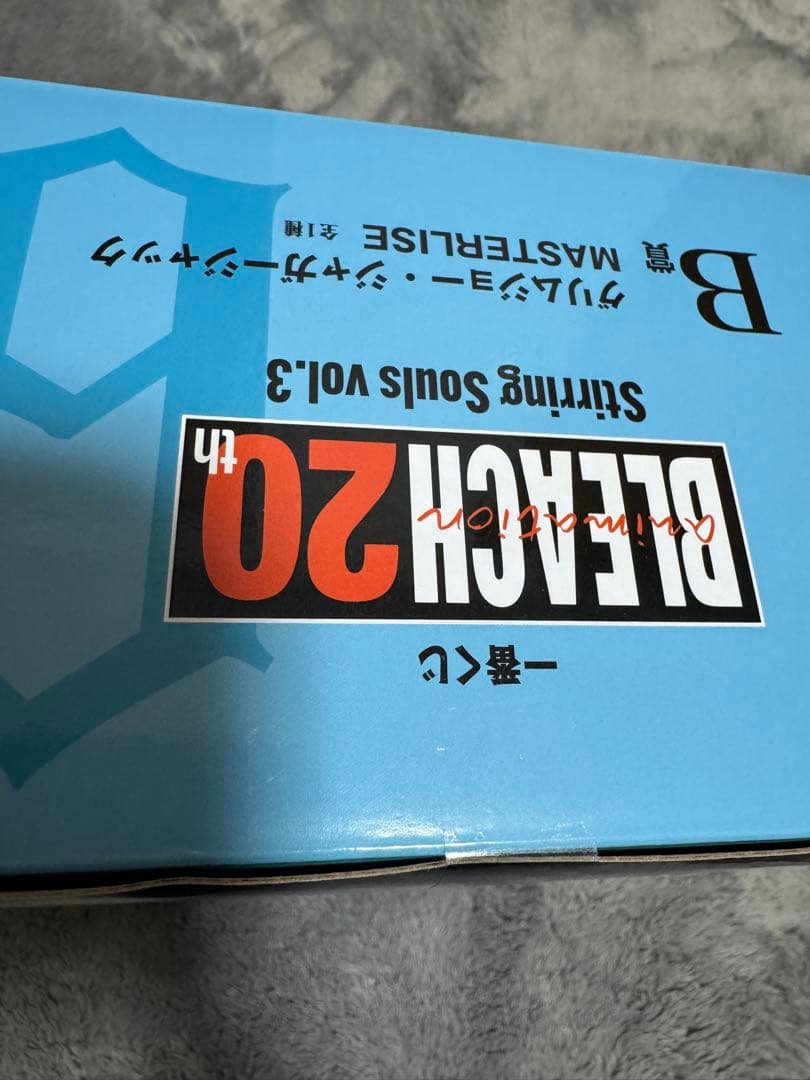 一番くじ
BLEACH 20th
animation
Stirring Souls vol.3
B賞
グリムジョー・ジャガージャック
MASTERLISE 全1種